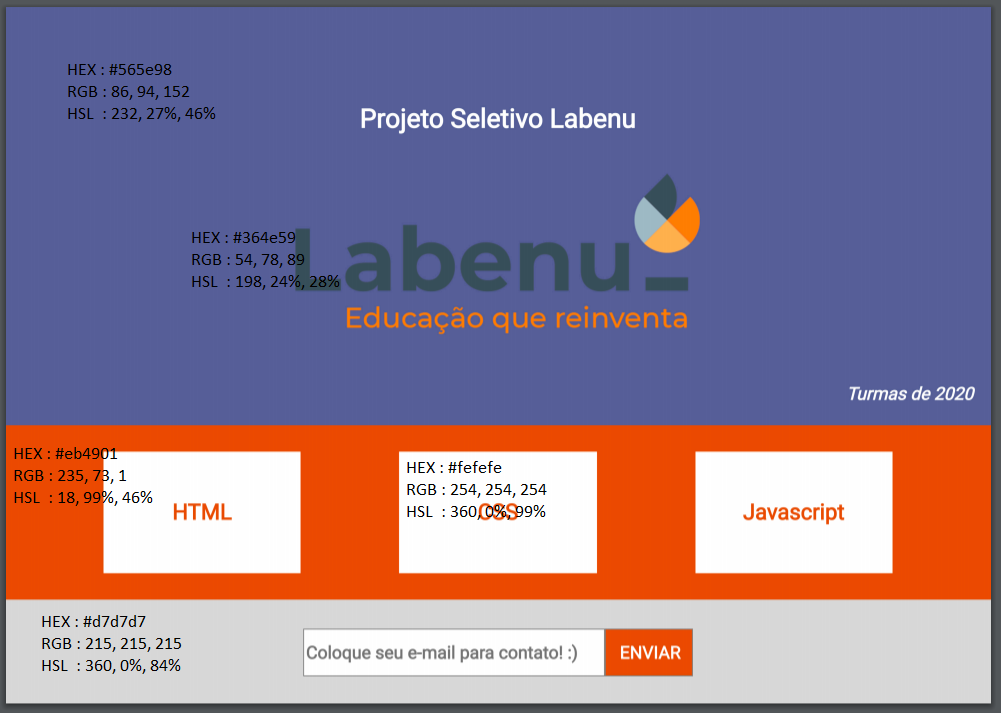 HEX : #565e98
RGB : 86, 94, 152
HSL : 232, 27%, 46%
Projeto Seletivo Labenu
HEX : #364e59
RGB : 54, 78, 89
HSL : 198, 24%, 28%
Labenu_
Educação que reinventa
Turmas de 2020
HEX : #eb4901
RGB : 235, 73, 1
HSL : 18, 99%, 46%
HTML
HEX : #fefefe
RGB : 254, 254, 254
HSL : 360, 0%, 99%
CSS
Javascript
HEX : #d7d7d7
RGB : 215, 215, 215
HSL : 360, 0%, 84%
Coloque seu e-mail para contato! :)
ENVIAR